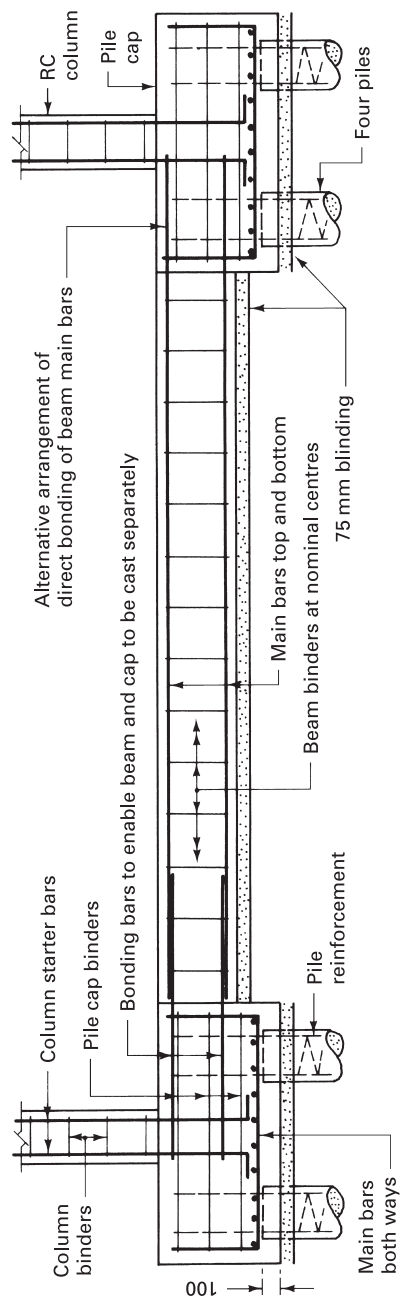 Column starter bars
Pile cap binders
Bonding bars to enable beam and cap to be cast separately
Alternative arrangement of
direct bonding of beam main bars
RC
column
Pile
cap
Column
binders
100
Main bars
both ways
Pile
reinforcement
Beam binders at nominal centres
Main bars top and bottom
75 mm blinding
Four piles